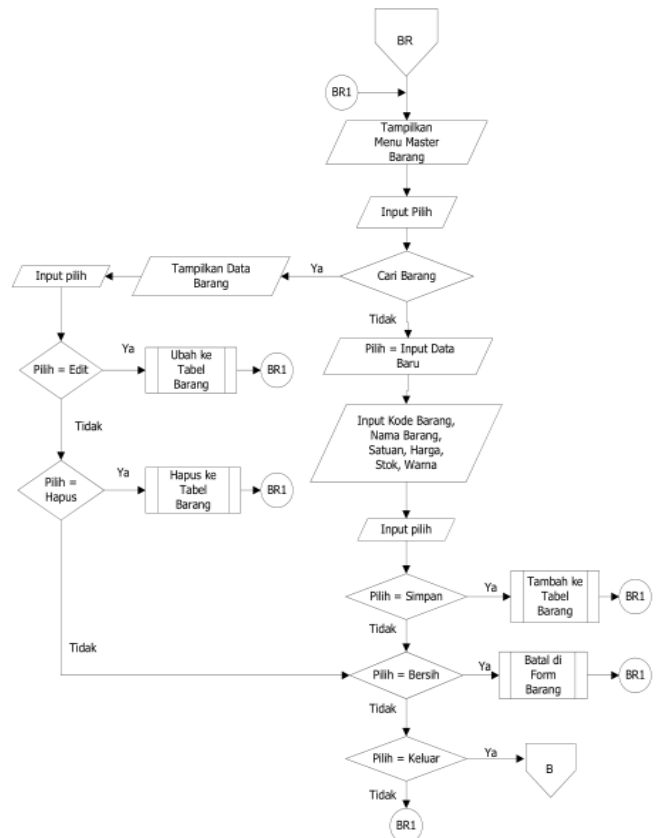 BR
BR1
Tampilkan
Menu Master
Barang
Input Pilih
Cari Barang
Ya
Tampilkan Data
Barang
Input pilih
Tidak
Pilih = Input Data
Baru
Pilih = Edit
Ya
Ubah ke
Tabel
Barang
BR1
Tidak
Input Kode Barang,
Nama Barang,
Satuan, Harga,
Stok, Warna
Pilih =
Hapus
Ya
Hapus ke
Tabel
Barang
BR1
Input pilih
Pilih = Simpan
Ya
Tambah ke
Tabel
Barang
BR1
Tidak
Tidak
Pilih = Bersih
Ya
Batal di
Form
Barang
BR1
Tidak
Pilih = Keluar
Ya
B
Tidak
BR1